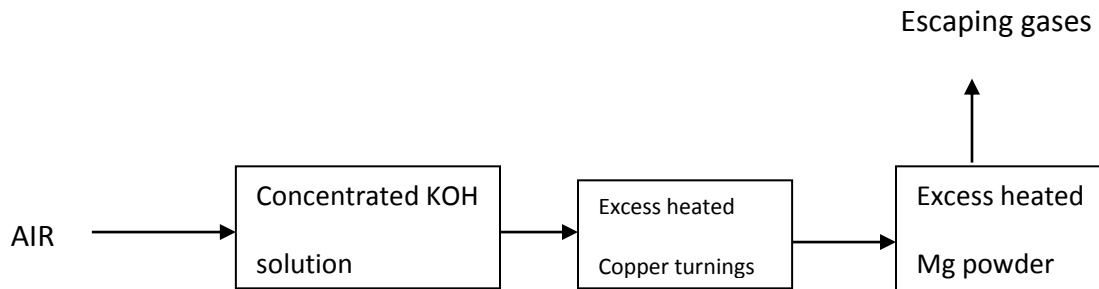 Escaping gases
AIR
Concentrated KOH
solution
Excess heated
Copper turnings
Excess heated
Mg powder